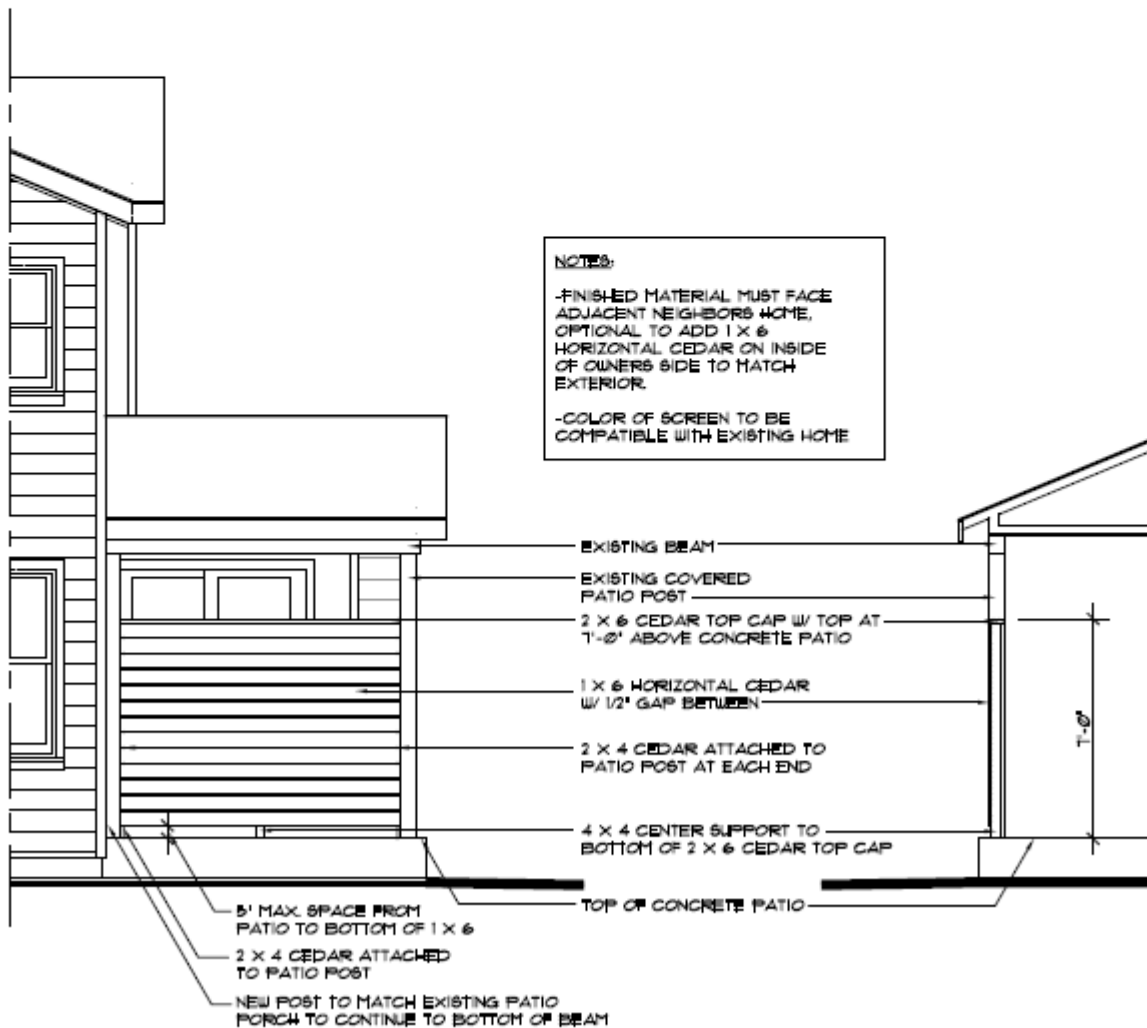 NOTES:
-FINISHED MATERIAL MUST FACE
ADJACENT NEIGHBORS HOME,
OPTIONAL TO ADD 1 X 6
HORIZONTAL CEDAR ON INSIDE
OF OWNERS SIDE TO MATCH
EXTERIOR.
-COLOR OF SCREEN TO BE
COMPATIBLE WITH EXISTING HOME
EXISTING BEAM
EXISTING COVERED
PATIO POST
2 X 6 CEDAR TOP CAP W/ TOP AT
7'-0" ABOVE CONCRETE PATIO
1 X 6 HORIZONTAL CEDAR
W/ 1/2" GAP BETWEEN
7'-0"
2 X 4 CEDAR ATTACHED TO
PATIO POST AT EACH END
4 X 4 CENTER SUPPORT TO
BOTTOM OF 2 X 6 CEDAR TOP CAP
TOP OF CONCRETE PATIO
MAX. SPACE FROM
PATIO TO BOTTOM OF 1 X 6
2 X 4 CEDAR ATTACHED
TO PATIO POST
NEW POST TO MATCH EXISTING PATIO
PORCH TO CONTINUE TO BOTTOM OF BEAM